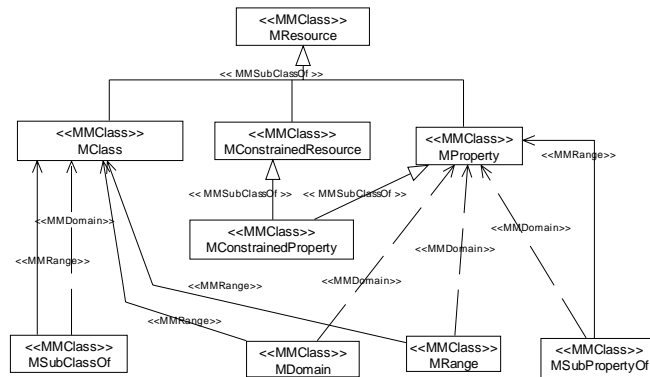 <<MMClass>>
MResource
<< MMSubClassOf >>
<<MMClass>>
MClass
<<MMClass>>
MConstrainedResource
<<MMClass>>
MProperty
<<MMRange>>
<< MMSubClassOf >>
<< MMSubClassOf >>
<<MMClass>>
MConstrainedProperty
<<MMDomain>>
<<MMDomain>>
<<MMRange>>
<<MMDomain>>
<<MMDomain>>
<<MMRange>>
<<MMRange>>
<<MMClass>>
MSubClassOf
<<MMClass>>
MDomain
<<MMClass>>
MRange
<<MMClass>>
MSubPropertyOf